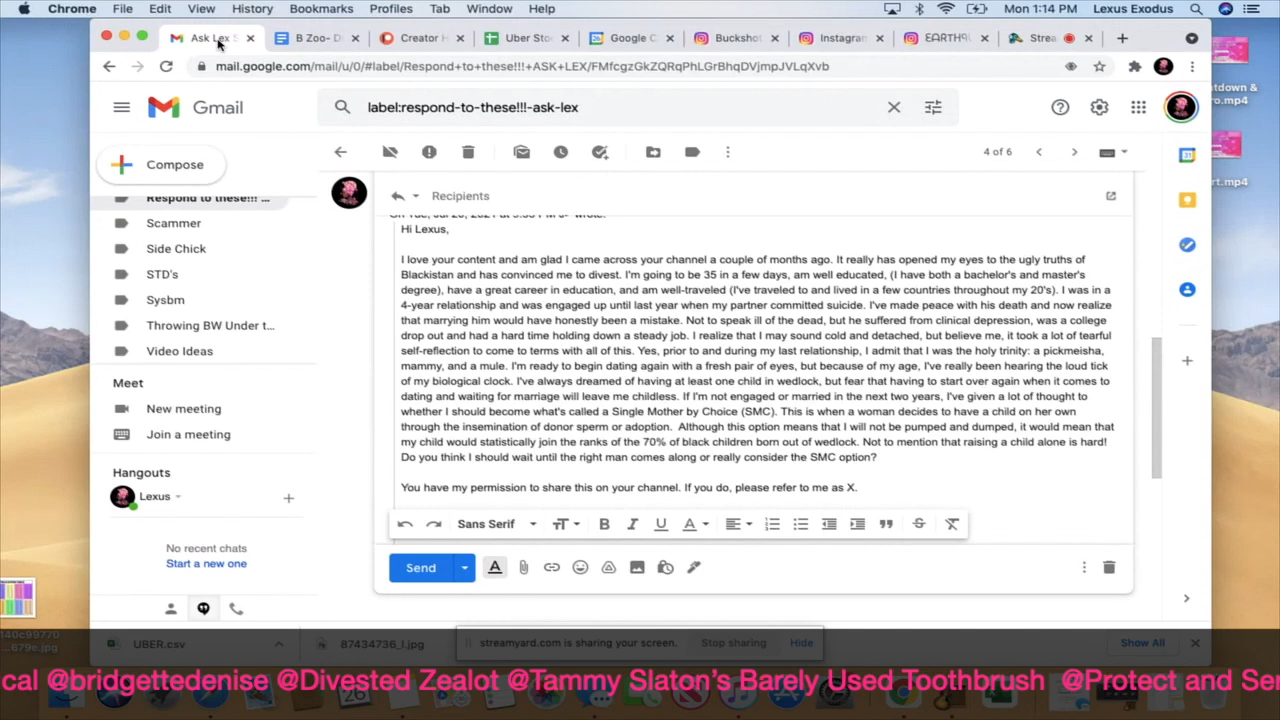 Chrome File Edit View History Bookmarks Profiles Tab Window Help Mon 1:14 PM Lexus Exodus
Ask Lex B Zoo- D Creator H Uber Sto Google C Buckshot Instagram Strea
mail.google.com/mail/u/0/#label/Respond+to+these!!!+ASK+LEX/FMfcgzGkZQRqPhLGrBhqDVjmpJVLqXvb
Gmail label:respond-to-these!!!-ask-lex
Compose 4 of 6
Recipients
Respond to these!!! ...
Scammer
Side Chick
STD's
Sysbm
Throwing BW Under t...
Video Ideas
Meet
New meeting
Join a meeting
Hangouts
Lexus
No recent chats
Start a new one
Hi Lexus,
I love your content and am glad I came across your channel a couple of months ago. It really has opened my eyes to the ugly truths of
Blackistan and has convinced me to divest. I'm going to be 35 in a few days, am well educated, (I have both a bachelor's and master's
degree), have a great career in education, and am well-traveled (I've traveled to and lived in a few countries throughout my 20's). I was in a
4-year relationship and was engaged up until last year when my partner committed suicide. I've made peace with his death and now realize
that marrying him would have honestly been a mistake. Not to speak ill of the dead, but he suffered from clinical depression, was a college
drop out and had a hard time holding down a steady job. I realize that I may sound cold and detached, but believe me, it took a lot of tearful
self-reflection to come to terms with all of this. Yes, prior to and during my last relationship, I admit that I was the holy trinity: a pickmeisha,
mammy, and a mule. I'm ready to begin dating again with a fresh pair of eyes, but because of my age, I've really been hearing the loud tick
of my biological clock. I've always dreamed of having at least one child in wedlock, but fear that having to start over again when it comes to
dating and waiting for marriage will leave me childless. If I'm not engaged or married in the next two years, I've given a lot of thought to
whether I should become what's called a Single Mother by Choice (SMC). This is when a woman decides to have a child on her own
through the insemination of donor sperm or adoption. Although this option means that I will not be pumped and dumped, it would mean that
my child would statistically join the ranks of the 70% of black children born out of wedlock. Not to mention that raising a child alone is hard!
Do you think I should wait until the right man comes along or really consider the SMC option?
You have my permission to share this on your channel. If you do, please refer to me as X.
Sans Serif
Send
UBER.csv 87434736_l.jpg streamyard.com is sharing your screen. Stop sharing Hide Show All
cal @bridgettedenise @Divested Zealot @Tammy Slaton's Barely Used Toothbrush @Protect and Ser